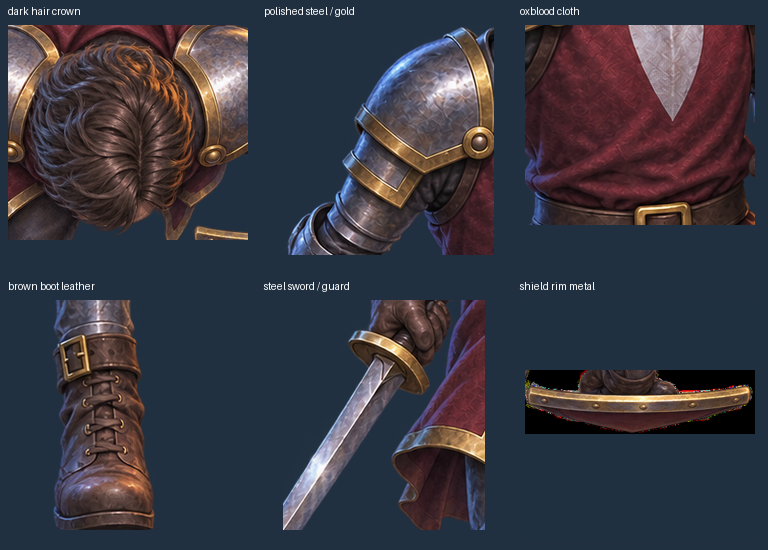 dark hair crown
polished steel / gold
oxblood cloth
brown boot leather
steel sword / guard
shield rim metal